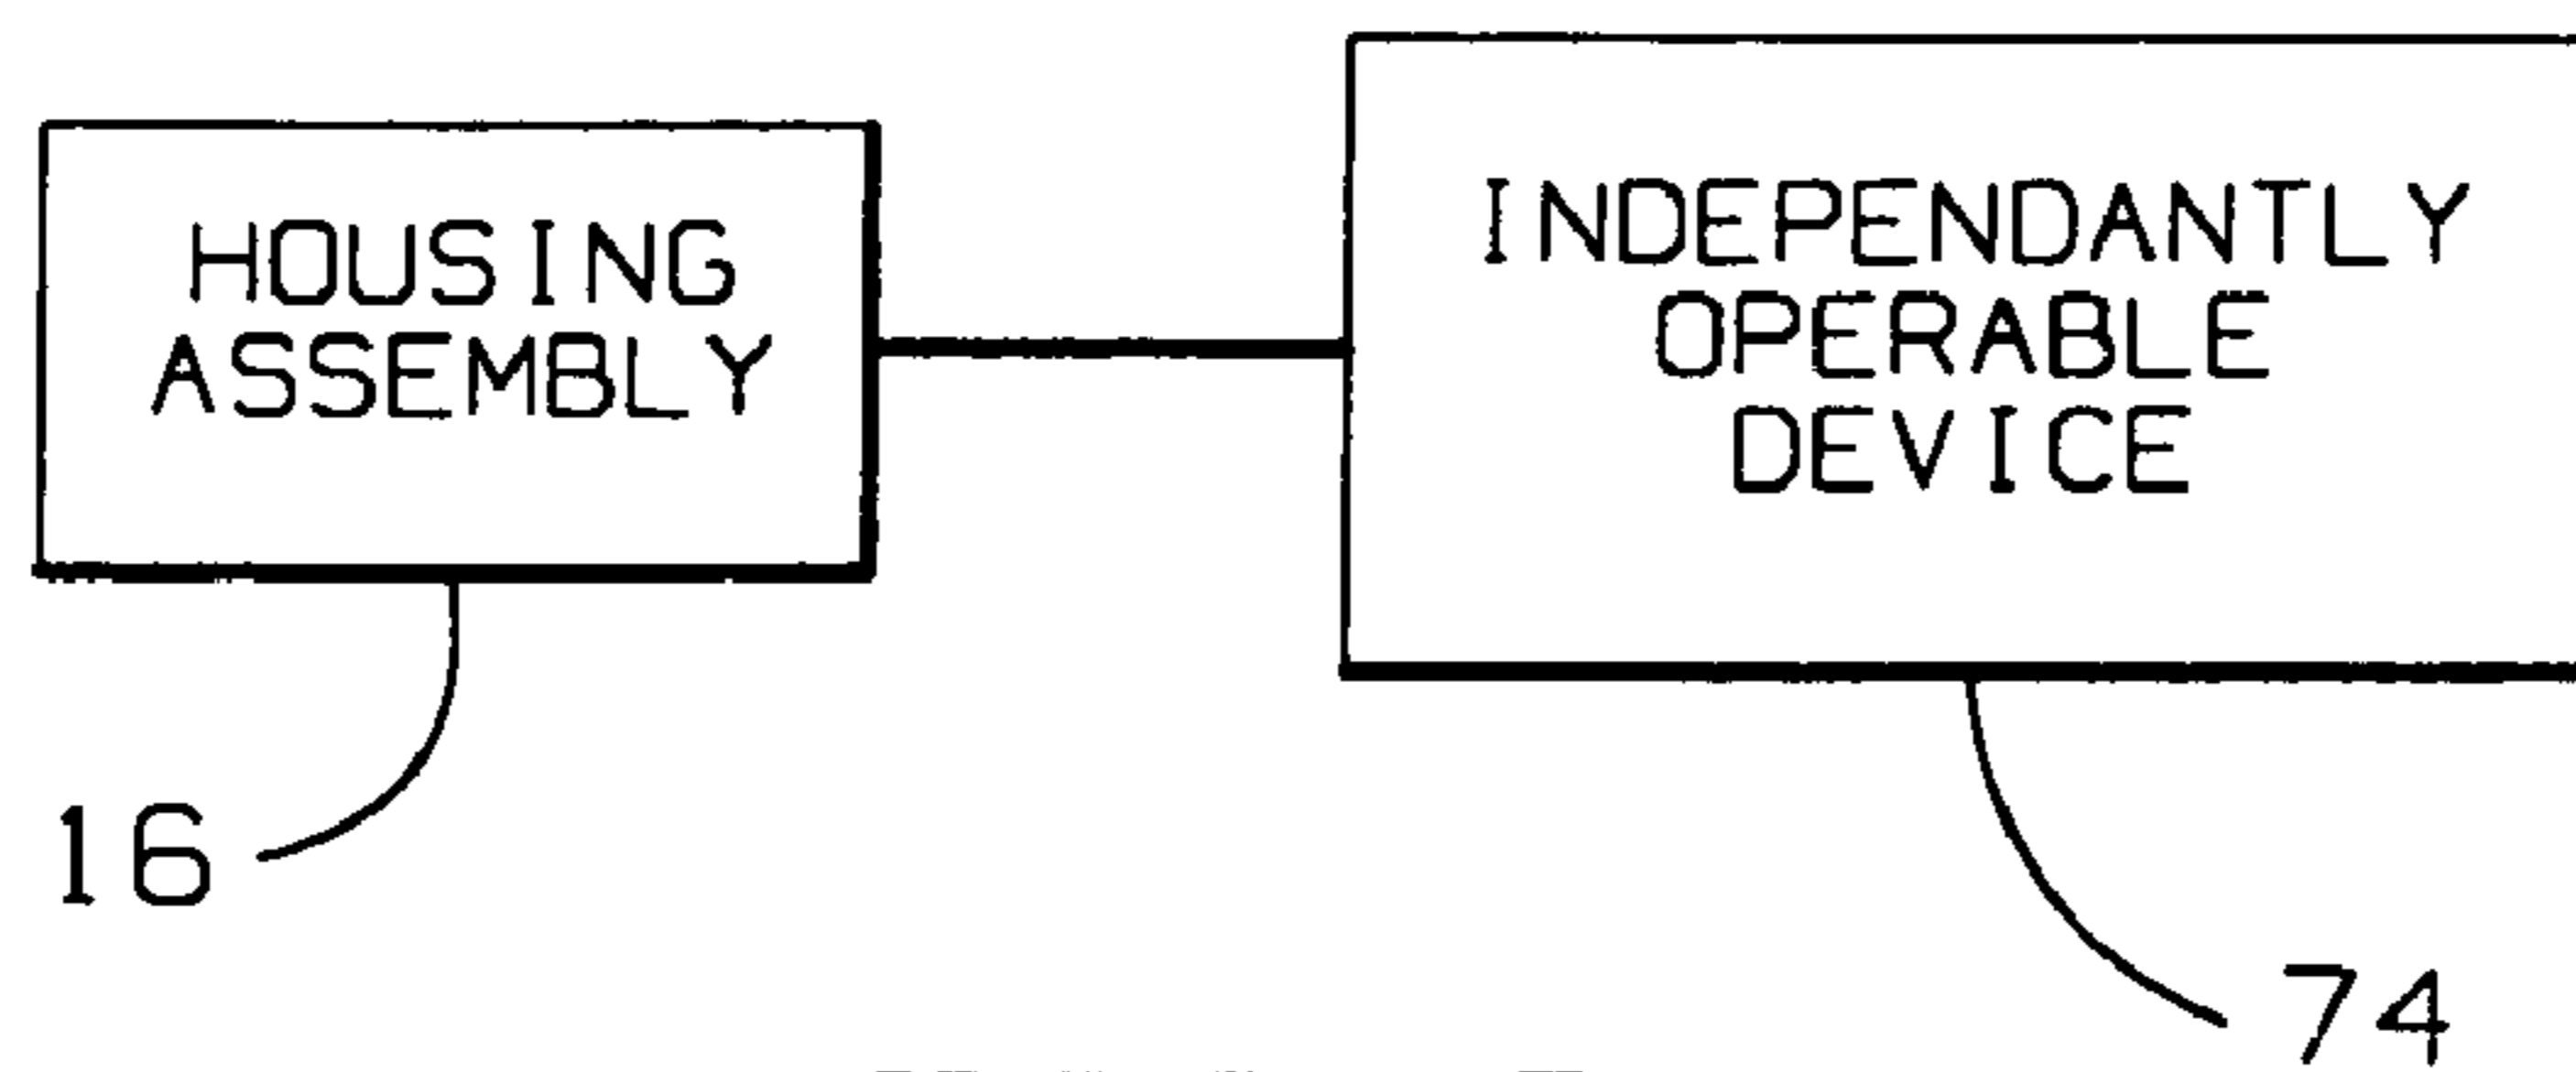 HOUSING
ASSEMBLY
INDEPENDANTLY
OPERABLE
DEVICE
16
74